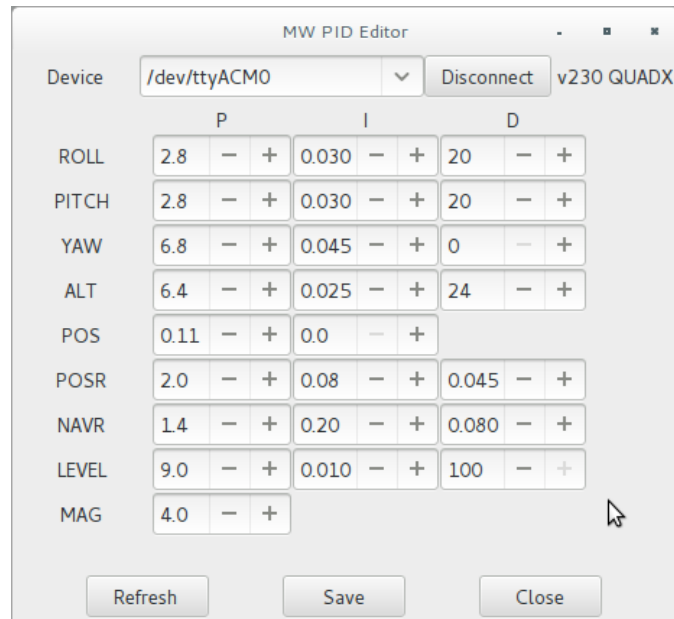 MW PID Editor
Device /dev/ttyACM0 Disconnect v230 QUADX
P I D
ROLL 2.8 − + 0.030 − + 20 − +
PITCH 2.8 − + 0.030 − + 20 − +
YAW 6.8 − + 0.045 − + 0 − +
ALT 6.4 − + 0.025 − + 24 − +
POS 0.11 − + 0.0 − +
POSR 2.0 − + 0.08 − + 0.045 − +
NAVR 1.4 − + 0.20 − + 0.080 − +
LEVEL 9.0 − + 0.010 − + 100 − +
MAG 4.0 − +
Refresh Save Close